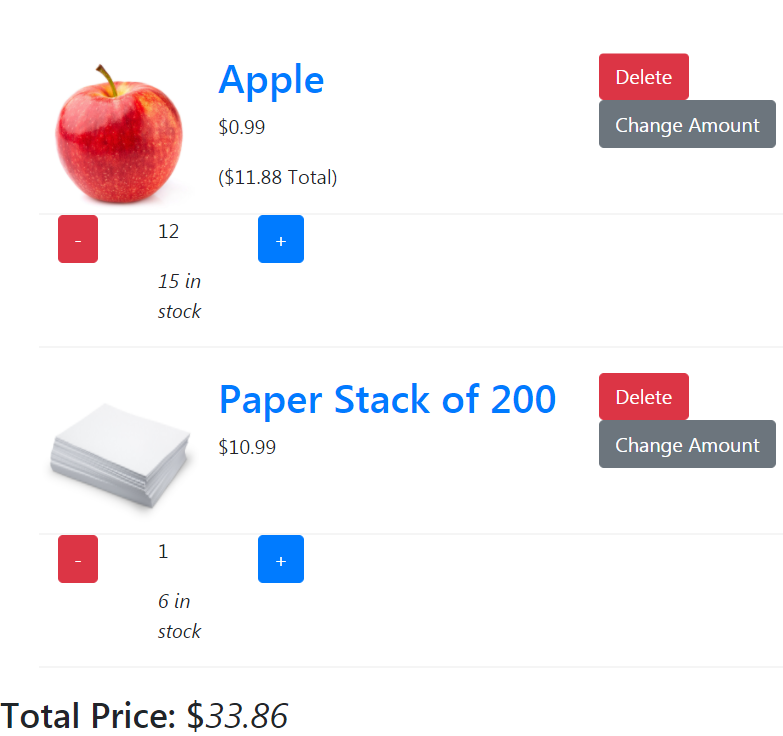 Apple
Delete
$0.99
Change Amount
($11.88 Total)
- 12 +
15 in
stock
Paper Stack of 200
Delete
$10.99
Change Amount
- 1 +
6 in
stock
Total Price: $33.86